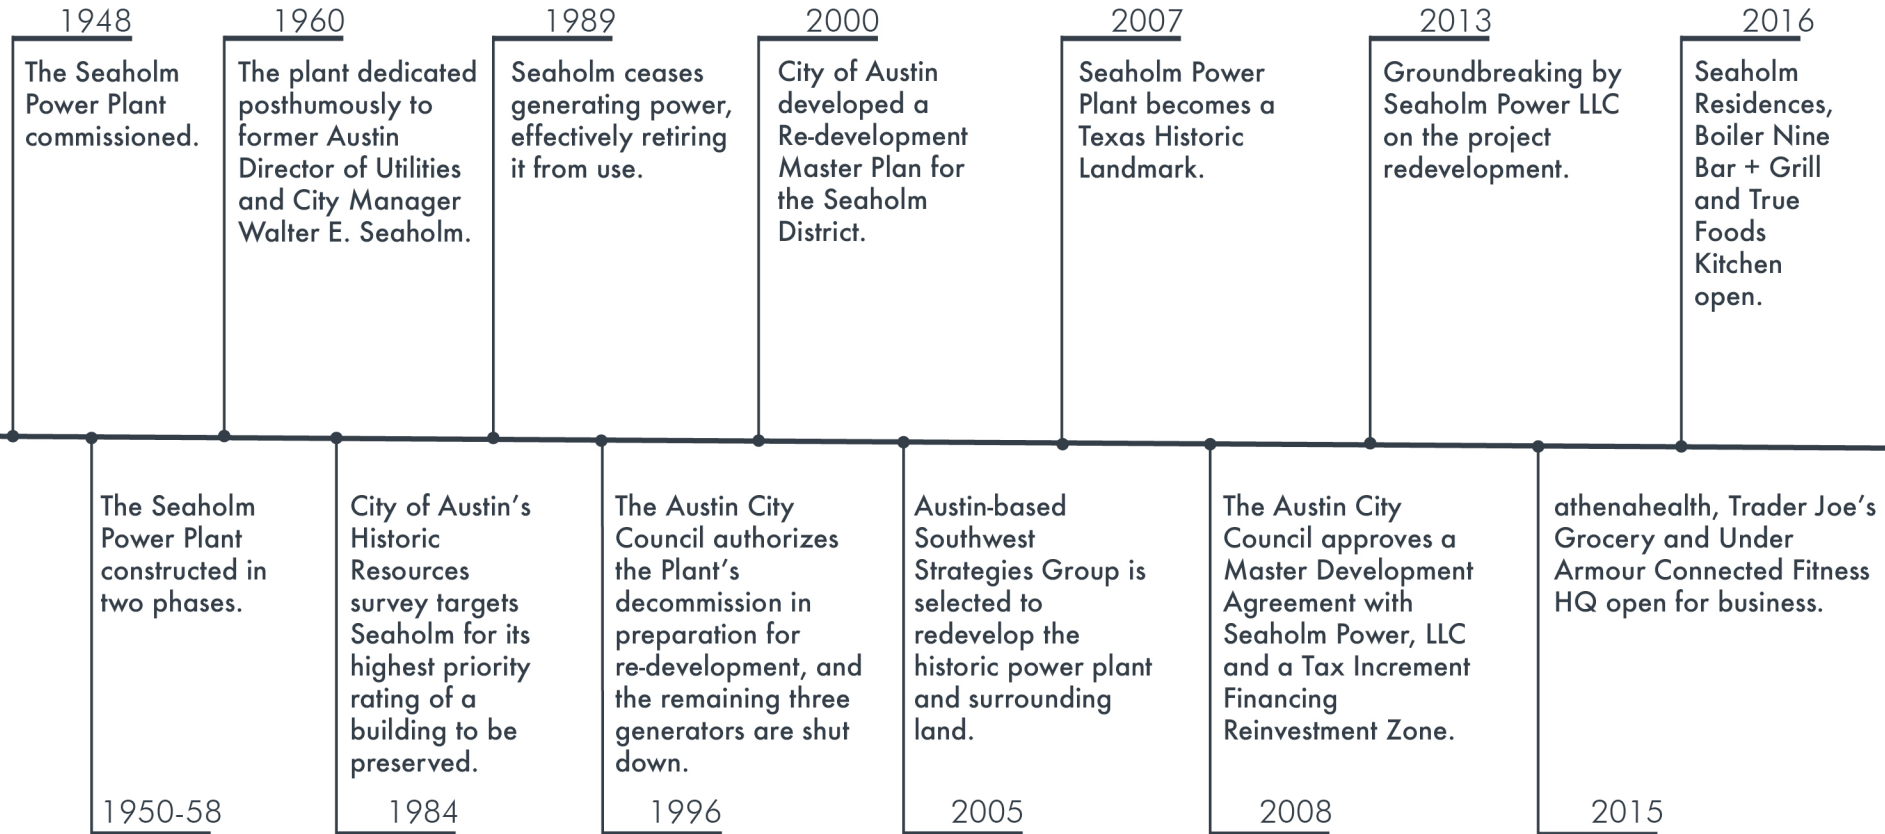 1948
The Seaholm
Power Plant
commissioned.
1960
The plant dedicated
posthumously to
former Austin
Director of Utilities
and City Manager
Walter E. Seaholm.
1989
Seaholm ceases
generating power,
effectively retiring
it from use.
2000
City of Austin
developed a
Re-development
Master Plan for
the Seaholm
District.
2007
Seaholm Power
Plant becomes a
Texas Historic
Landmark.
2013
Groundbreaking by
Seaholm Power LLC
on the project
redevelopment.
2016
Seaholm
Residences,
Boiler Nine
Bar + Grill
and True
Foods
Kitchen
open.
The Seaholm
Power Plant
constructed in
two phases.
1950-58
City of Austin’s
Historic
Resources
survey targets
Seaholm for its
highest priority
rating of a
building to be
preserved.
1984
The Austin City
Council authorizes
the Plant’s
decommission in
preparation for
re-development, and
the remaining three
generators are shut
down.
1996
Austin-based
Southwest
Strategies Group is
selected to
redevelop the
historic power plant
and surrounding
land.
2005
The Austin City
Council approves a
Master Development
Agreement with
Seaholm Power, LLC
and a Tax Increment
Financing
Reinvestment Zone.
2008
athenahealth, Trader Joe’s
Grocery and Under
Armour Connected Fitness
HQ open for business.
2015